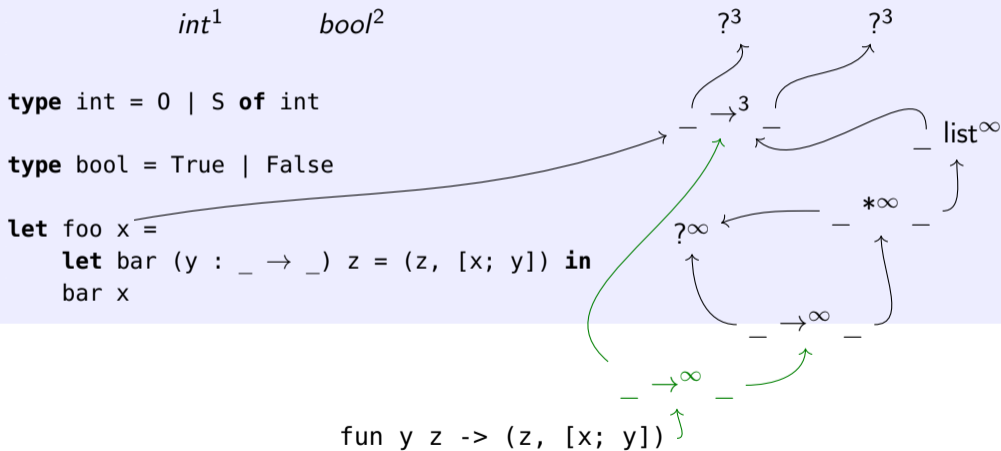 int¹ bool² ?³ ?³
type int = O | S of int
_ →³ _
_ list∞
type bool = True | False
let foo x =
?∞ _ *∞ _
let bar (y : _ → _) z = (z, [x; y]) in
bar x
_ →∞ _
_ →∞ _
fun y z -> (z, [x; y])